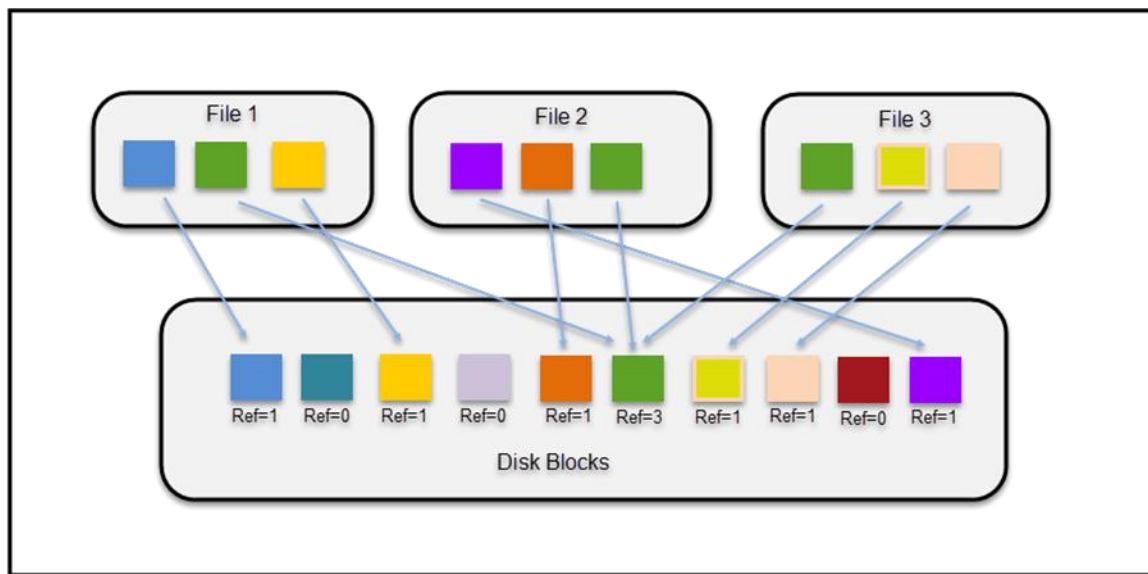 File 1
File 2
File 3
Ref=1
Ref=0
Ref=1
Ref=0
Ref=1
Ref=3
Ref=1
Ref=1
Ref=0
Ref=1
Disk Blocks